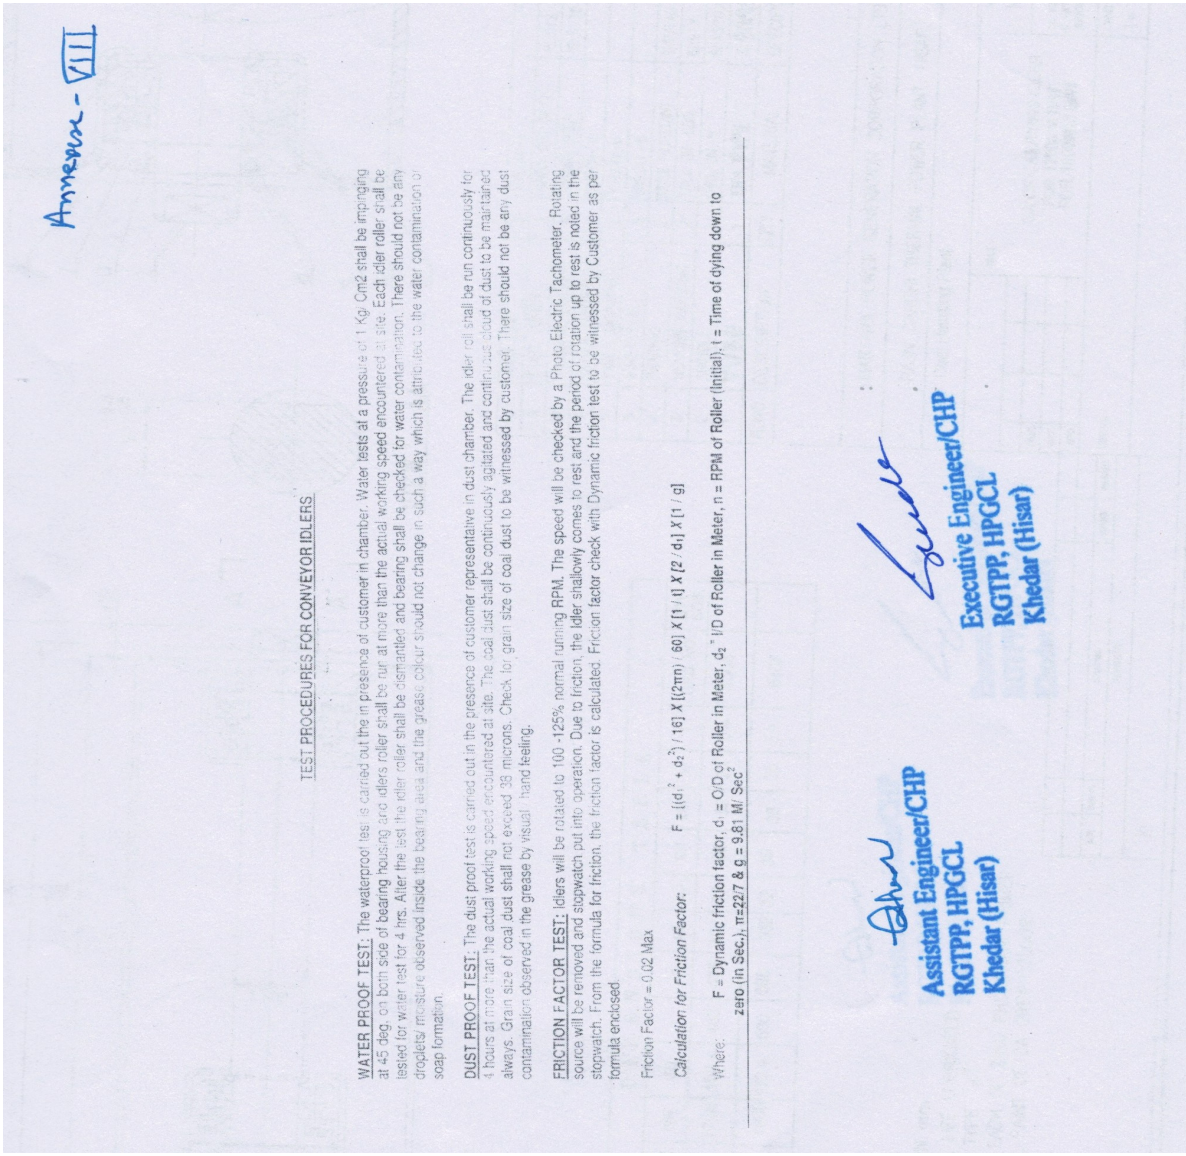 Annexure - VIII
TEST PROCEDURES FOR CONVEYOR IDLERS
WATER PROOF TEST: The waterproof test is carried out the in presence of customer in chamber. Water tests at a pressure of 1 Kg/ Cm2 shall be impinging
at 45 deg. on both side of bearing housing and idlers roller shall be run at more than the actual working speed encountered at site. Each idler roller shall be
tested for water test for 4 hrs. After the test the idler roller shall be dismantled and bearing shall be checked for water contamination. There should not be any
droplets/ moisture observed inside the bearing area and the grease colour should not change in such a way which is attributed to the water contamination or
soap formation.
DUST PROOF TEST: The dust proof test is carried out in the presence of customer representative in dust chamber. The idler roll shall be run continuously for
4 hours at more than the actual working speed encountered at site. The coal dust shall be continuously agitated and continuous cloud of dust to be maintained
always. Grain size of coal dust shall not exceed 38 microns. Check for grain size of coal dust to be witnessed by customer. There should not be any dust
contamination observed in the grease by visual / hand feeling.
FRICTION FACTOR TEST: Idlers will be rotated to 100 -125% normal running RPM. The speed will be checked by a Photo Electric Tachometer. Rotating
source will be removed and stopwatch put into operation. Due to friction, the Idler shallowly comes to rest and the period of rotation up to rest is noted in the
stopwatch. From the formula for friction, the friction factor is calculated. Friction factor check with Dynamic friction test to be witnessed by Customer as per
formula enclosed.
Friction Factor = 0.02 Max
Calculation for Friction Factor: F = [(d₁² + d₂²) / 16] X [(2πn) / 60] X [1 / t] X [2 / d₁] X [1 / g]
Where: F = Dynamic friction factor, d₁ = O/D of Roller in Meter, d₂ = I/D of Roller in Meter, n = RPM of Roller (Initial), t = Time of dying down to
zero (in Sec.), π=22/7 & g = 9.81 M/ Sec²
Assistant Engineer/CHP
RGTPP, HPGCL
Khedar (Hisar)
Executive Engineer/CHP
RGTPP, HPGCL
Khedar (Hisar)